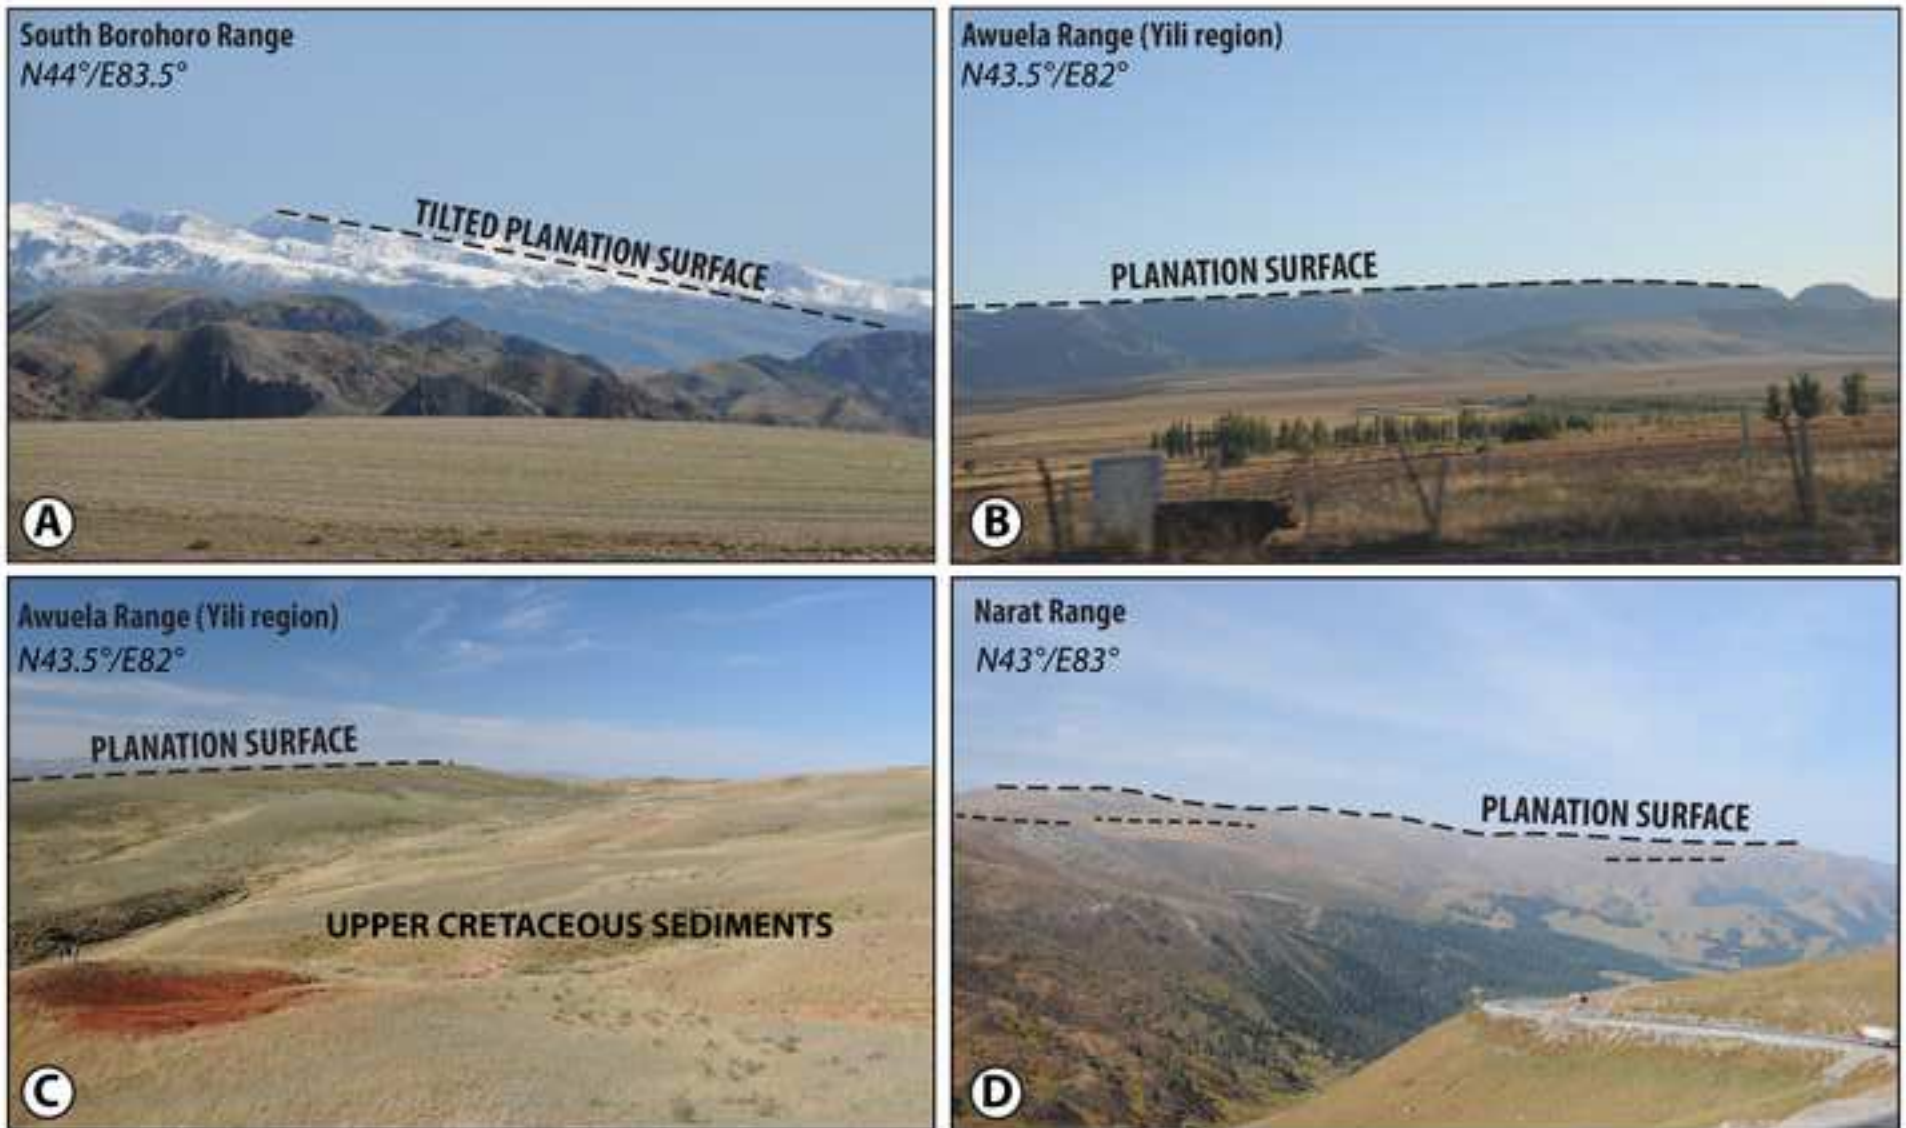 South Borohoro Range
N44°/E83.5°
TILTED PLANATION SURFACE
A
Awuela Range (Yili region)
N43.5°/E82°
PLANATION SURFACE
B
Awuela Range (Yili region)
N43.5°/E82°
PLANATION SURFACE
UPPER CRETACEOUS SEDIMENTS
C
Narat Range
N43°/E83°
PLANATION SURFACE
D